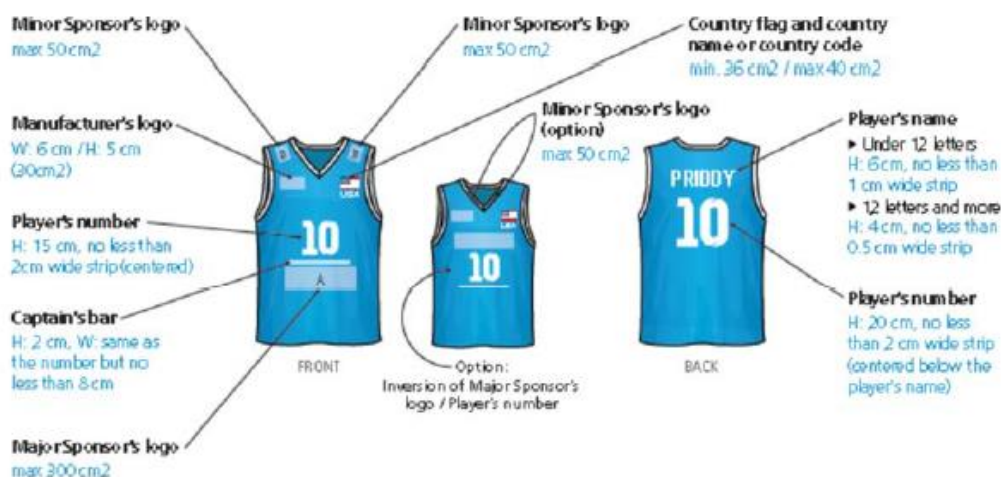 Minor Sponsor's logo
max 50 cm2
Minor Sponsor's logo
max 50 cm2
Country flag and country
name or country code
min. 36 cm2 / max 40 cm2
Manufacturer's logo
W: 6 cm / H: 5 cm
(30cm2)
Minor Sponsor's logo
(option)
max 50 cm2
Player's name
▸ Under 12 letters
H: 6cm, no less than
1 cm wide strip
▸ 12 letters and more
H: 4cm, no less than
0.5 cm wide strip
Player's number
H: 15 cm, no less than
2cm wide strip (centered)
Captain's bar
H: 2 cm, W: same as
the number but no
less than 8 cm
Major Sponsor's logo
max 300 cm2
USA
10
A
FRONT
USA
10
Option:
Inversion of Major Sponsor's
logo / Player's number
PRIDDY
10
BACK
Player's number
H: 20 cm, no less
than 2 cm wide strip
(centered below the
player's name)